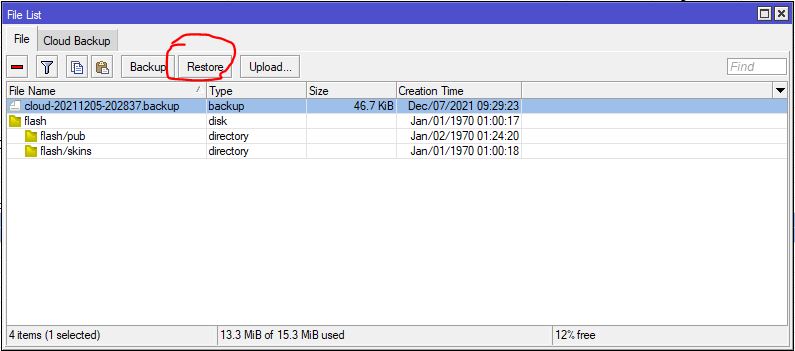 File List
File Cloud Backup
Backup Restore Upload... Find
File Name Type Size Creation Time
cloud-20211205-202837.backup backup 46.7 KiB Dec/07/2021 09:29:23
flash disk Jan/01/1970 01:00:17
flash/pub directory Jan/02/1970 01:24:20
flash/skins directory Jan/01/1970 01:00:18
4 items (1 selected) 13.3 MiB of 15.3 MiB used 12% free